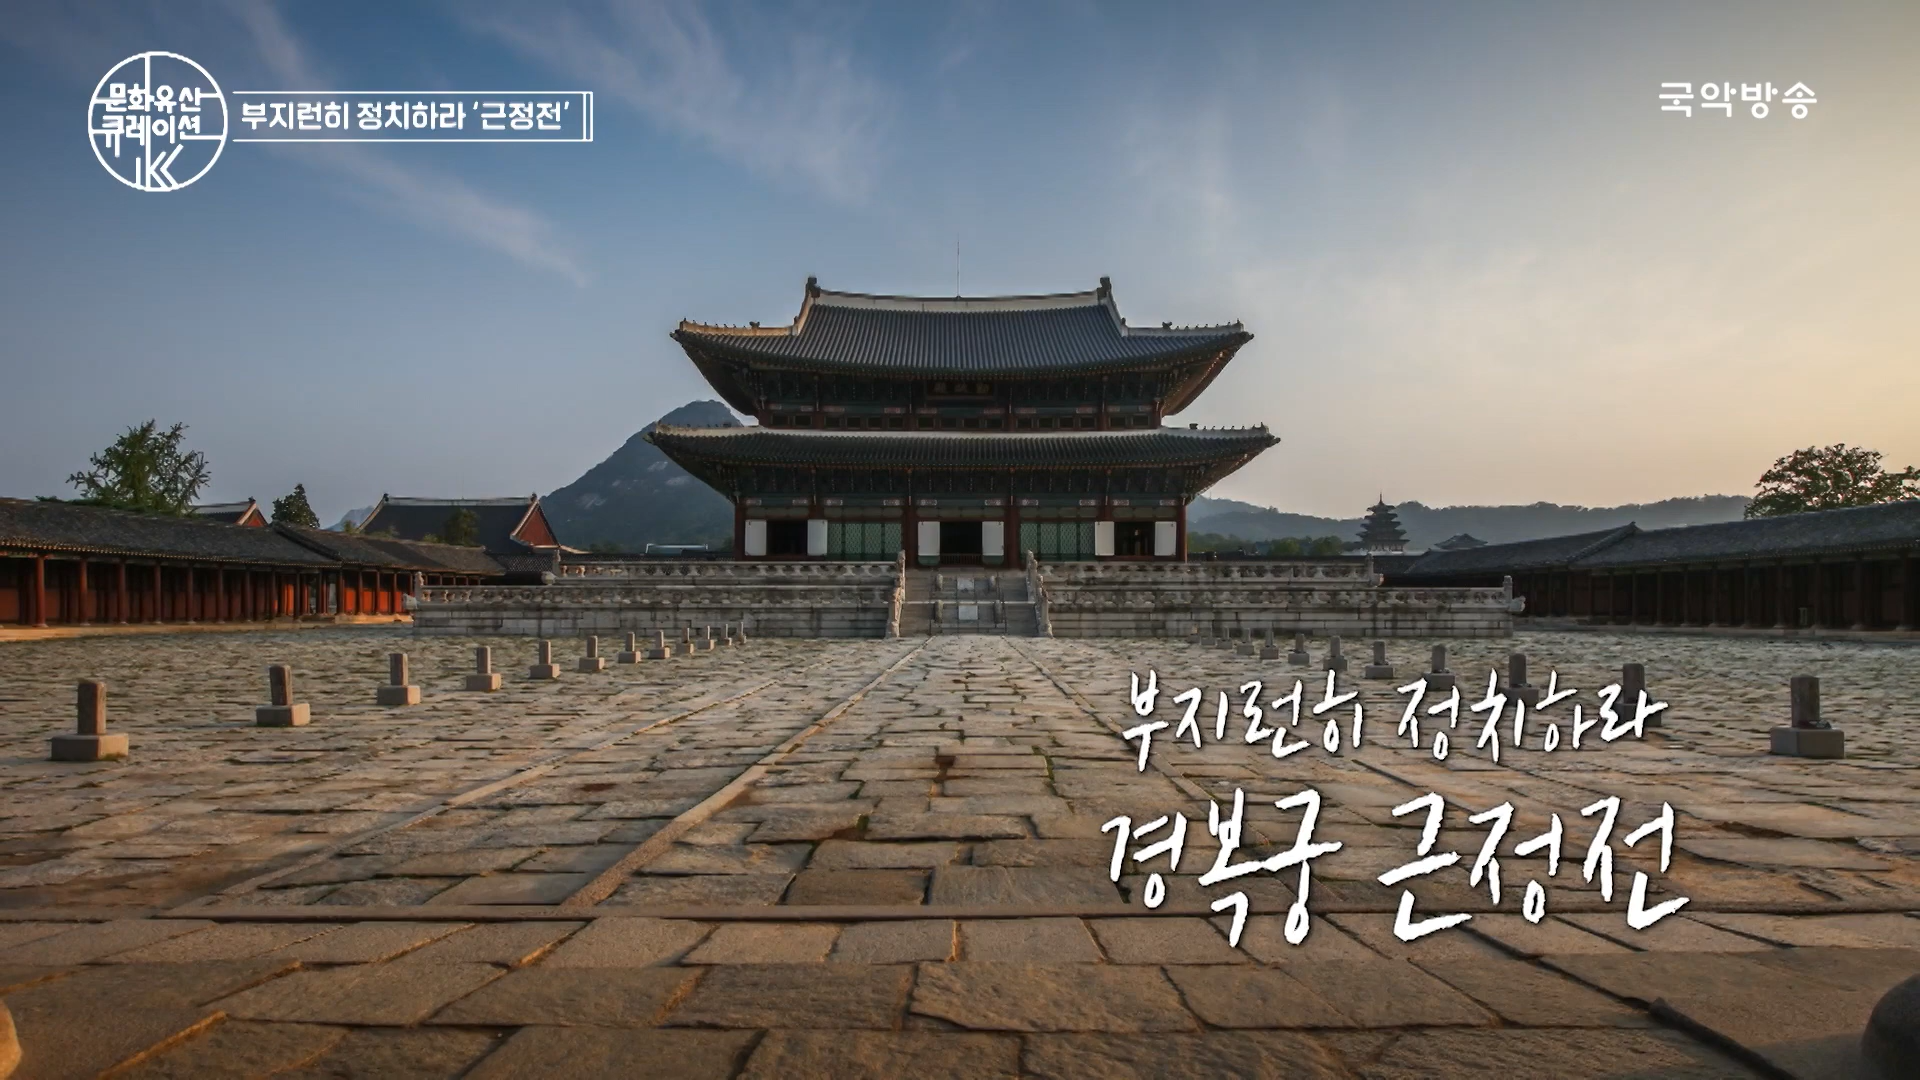 문화유산
큐레이션
K
부지런히 정치하라 '근정전'
국악방송
부지런히 정치하라
경복궁 근정전